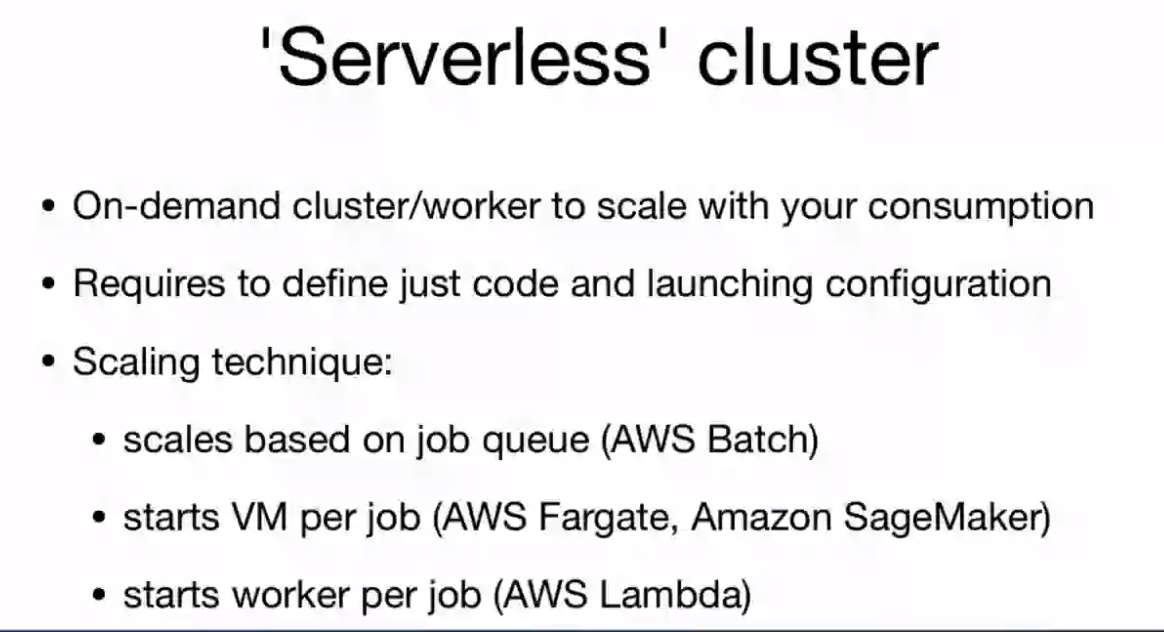 'Serverless' cluster
• On-demand cluster/worker to scale with your consumption
• Requires to define just code and launching configuration
• Scaling technique:
• scales based on job queue (AWS Batch)
• starts VM per job (AWS Fargate, Amazon SageMaker)
• starts worker per job (AWS Lambda)